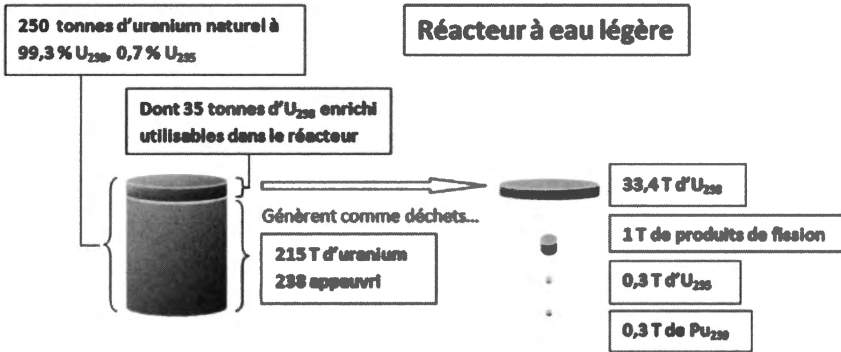 250 tonnes d'uranium naturel à
99,3 % U₂₃₈, 0,7 % U₂₃₅
Réacteur à eau légère
Dont 35 tonnes d'U₂₃₈ enrichi
utilisables dans le réacteur
Génèrent comme déchets...
215 T d'uranium
238 appauvri
33,4 T d'U₂₃₈
1 T de produits de fission
0,3 T d'U₂₃₅
0,3 T de Pu₂₃₉